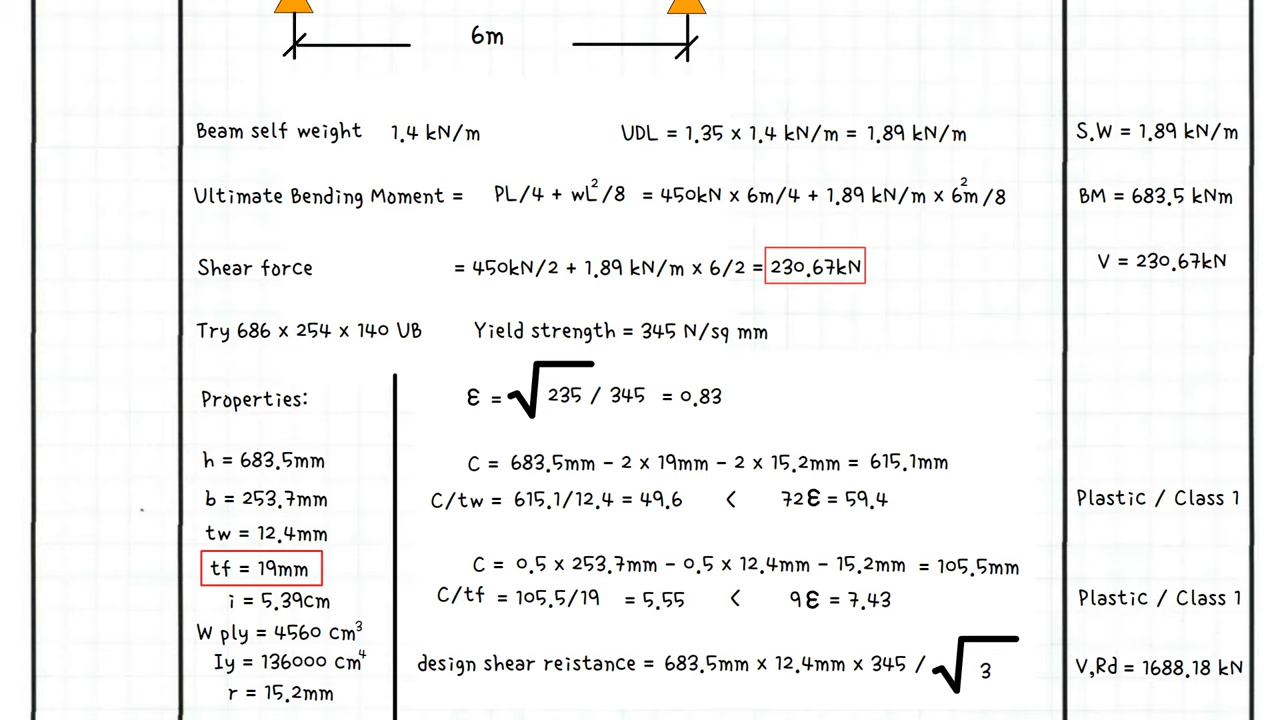 6m
Beam self weight 1.4 kN/m UDL = 1.35 x 1.4 kN/m = 1.89 kN/m S.W = 1.89 kN/m
Ultimate Bending Moment = PL/4 + wL²/8 = 450kN x 6m/4 + 1.89 kN/m x 6²m/8 BM = 683.5 kNm
Shear force = 450kN/2 + 1.89 kN/m x 6/2 = 230.67kN V = 230.67kN
Try 686 x 254 x 140 UB Yield strength = 345 N/sq mm
Properties: ε = √235 / 345 = 0.83
h = 683.5mm C = 683.5mm - 2 x 19mm - 2 x 15.2mm = 615.1mm
b = 253.7mm C/tw = 615.1/12.4 = 49.6 < 72ε = 59.4 Plastic / Class 1
tw = 12.4mm
tf = 19mm C = 0.5 x 253.7mm - 0.5 x 12.4mm - 15.2mm = 105.5mm
i = 5.39cm C/tf = 105.5/19 = 5.55 < 9ε = 7.43 Plastic / Class 1
W ply = 4560 cm³
Iy = 136000 cm⁴ design shear reistance = 683.5mm x 12.4mm x 345 / √3 V,Rd = 1688.18 kN
r = 15.2mm